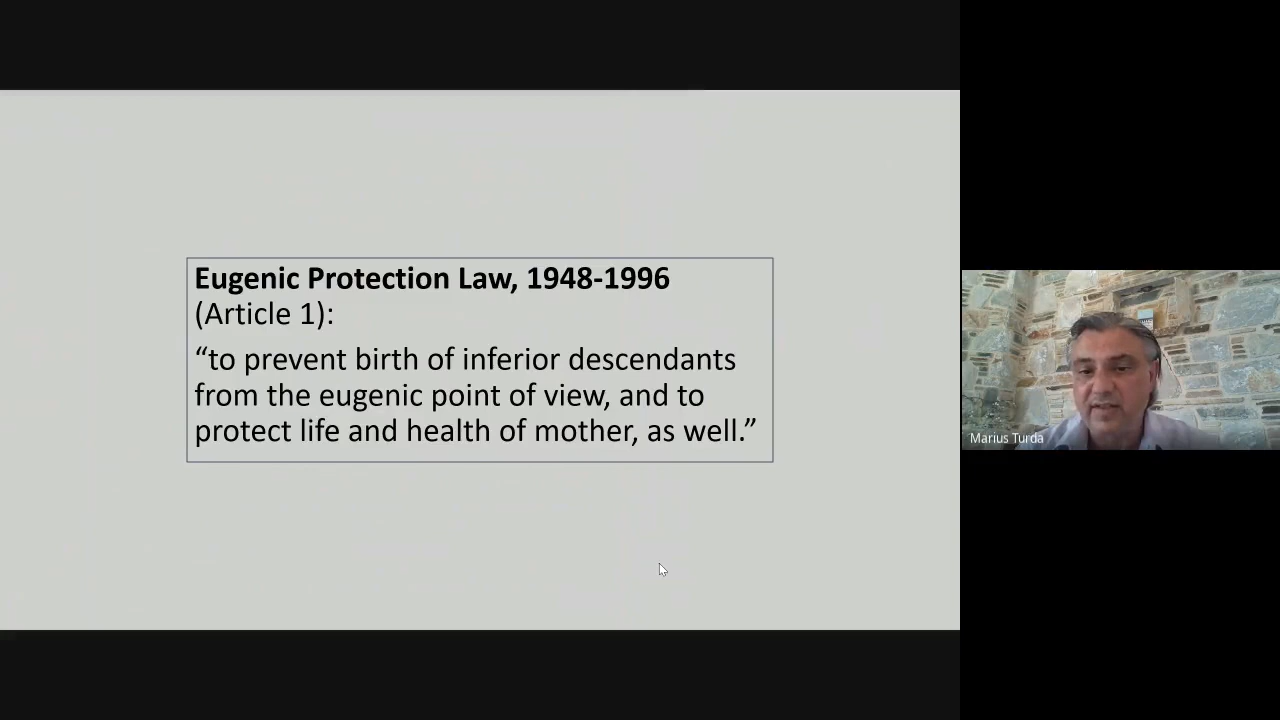 Eugenic Protection Law, 1948-1996
(Article 1):
“to prevent birth of inferior descendants
from the eugenic point of view, and to
protect life and health of mother, as well.”
Marius Turda